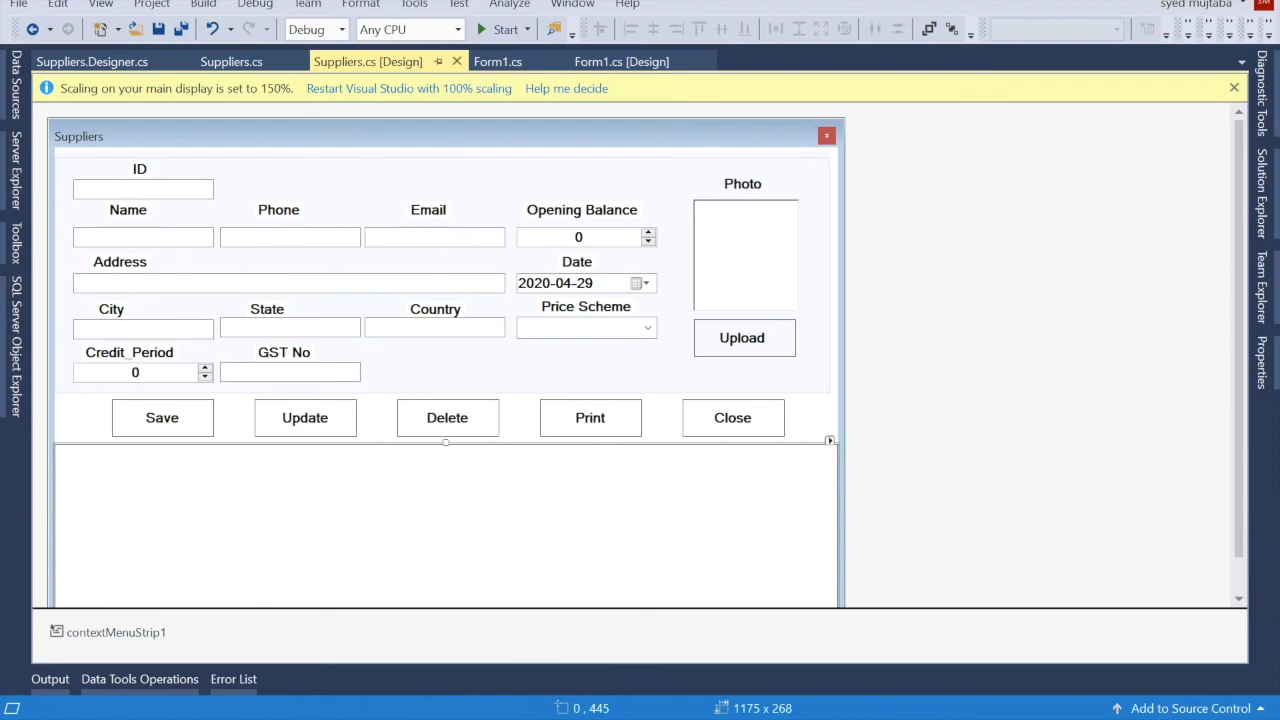 File Edit View Project Build Debug Team Format Tools Test Analyze Window Help syed mujtaba SM
Debug Any CPU Start
Suppliers.Designer.cs Suppliers.cs Suppliers.cs [Design] Form1.cs Form1.cs [Design]
Scaling on your main display is set to 150%. Restart Visual Studio with 100% scaling Help me decide
Data Sources
Server Explorer
Toolbox
SQL Server Object Explorer
Suppliers
ID
Photo
Name Phone Email Opening Balance
0
Address Date
2020-04-29
City State Country Price Scheme
Upload
Credit_Period GST No
0
Save Update Delete Print Close
contextMenuStrip1
Diagnostic Tools
Solution Explorer
Team Explorer
Properties
Output Data Tools Operations Error List
0 , 445 1175 x 268 Add to Source Control